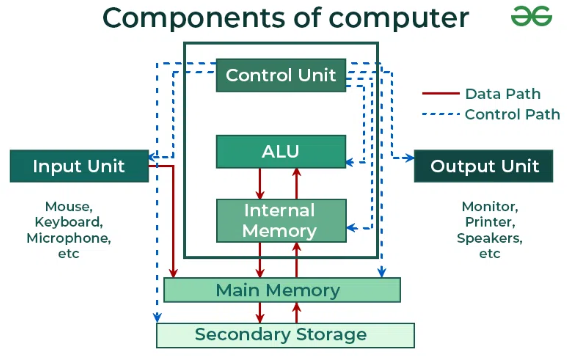 Components of computer
Control Unit
Data Path
Control Path
ALU
Input Unit
Output Unit
Mouse,
Keyboard,
Microphone,
etc
Internal
Memory
Monitor,
Printer,
Speakers,
etc
Main Memory
Secondary Storage